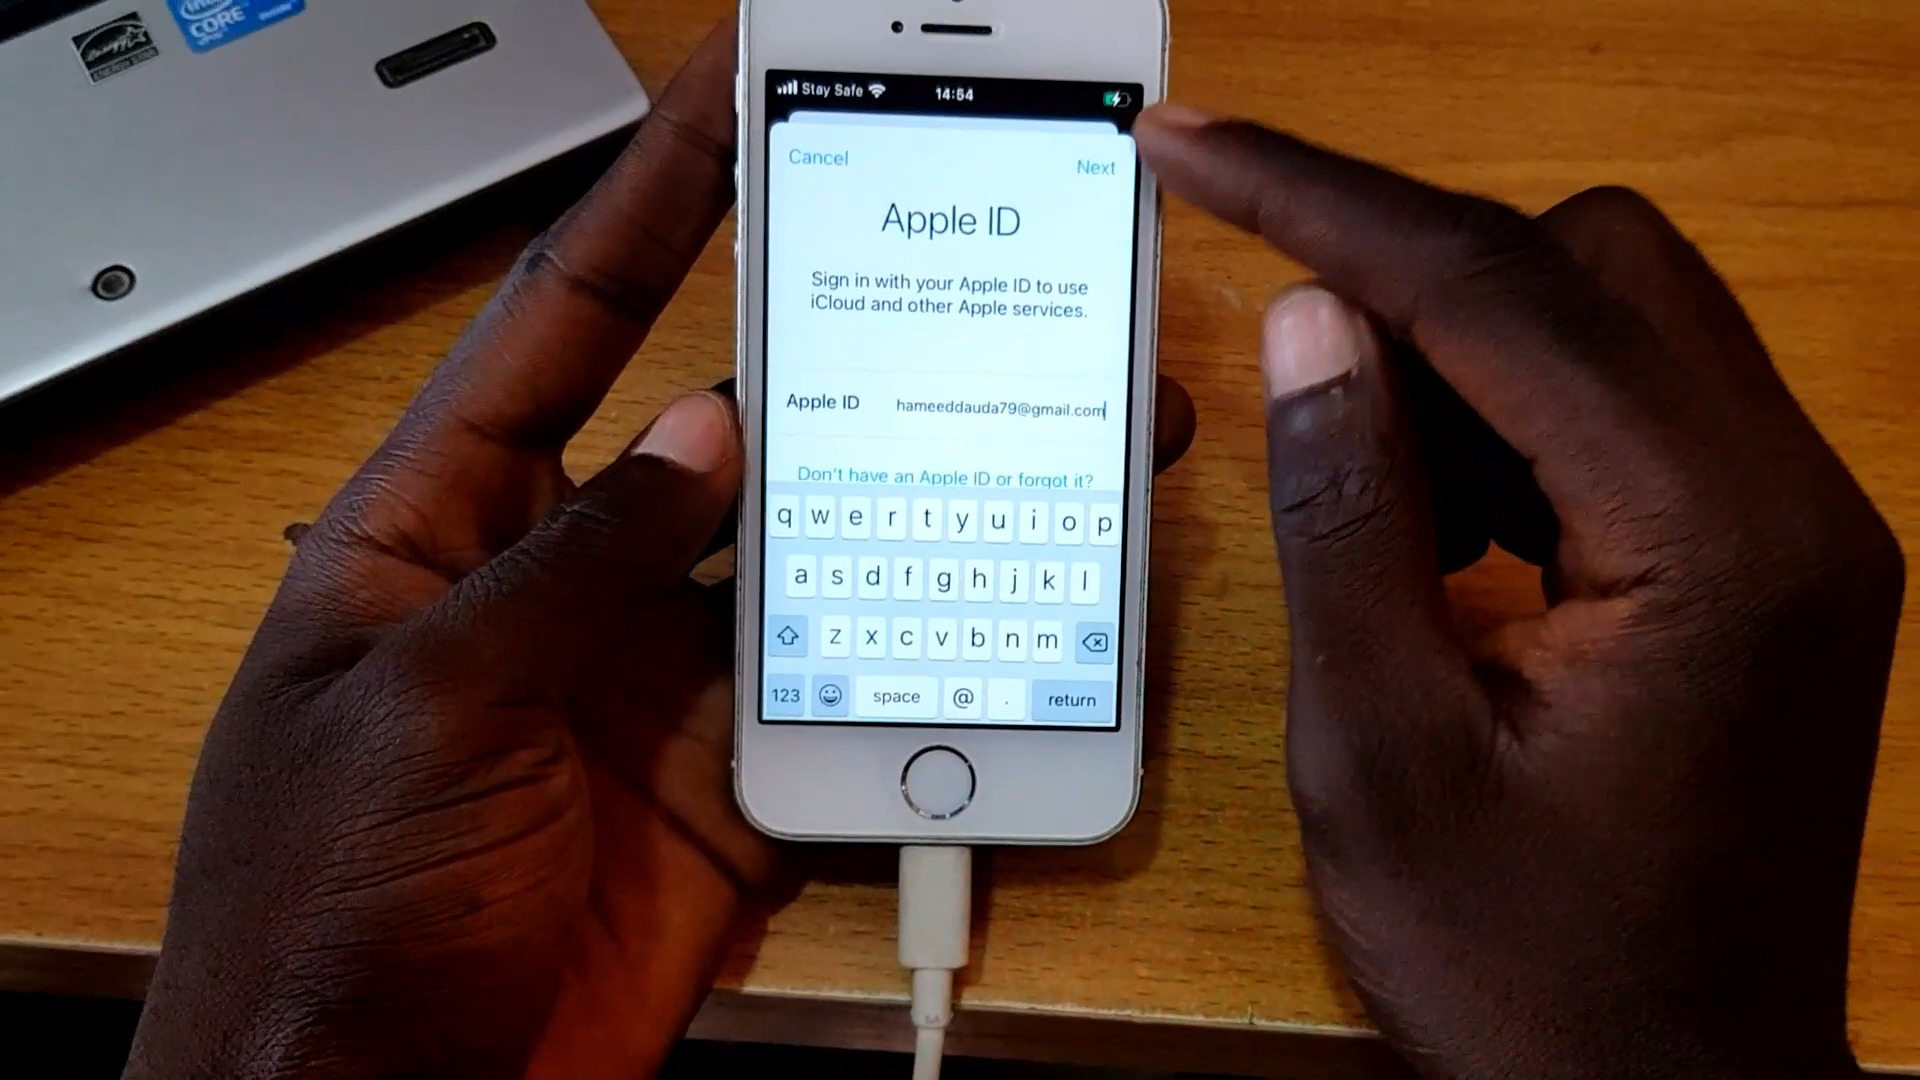 CORE
ENERGY STAR
Stay Safe
14:54
Cancel
Next
Apple ID
Sign in with your Apple ID to use
iCloud and other Apple services.
Apple ID
hameeddauda79@gmail.com
Don't have an Apple ID or forgot it?
q w e r t y u i o p
a s d f g h j k l
z x c v b n m
123
space
@
.
return